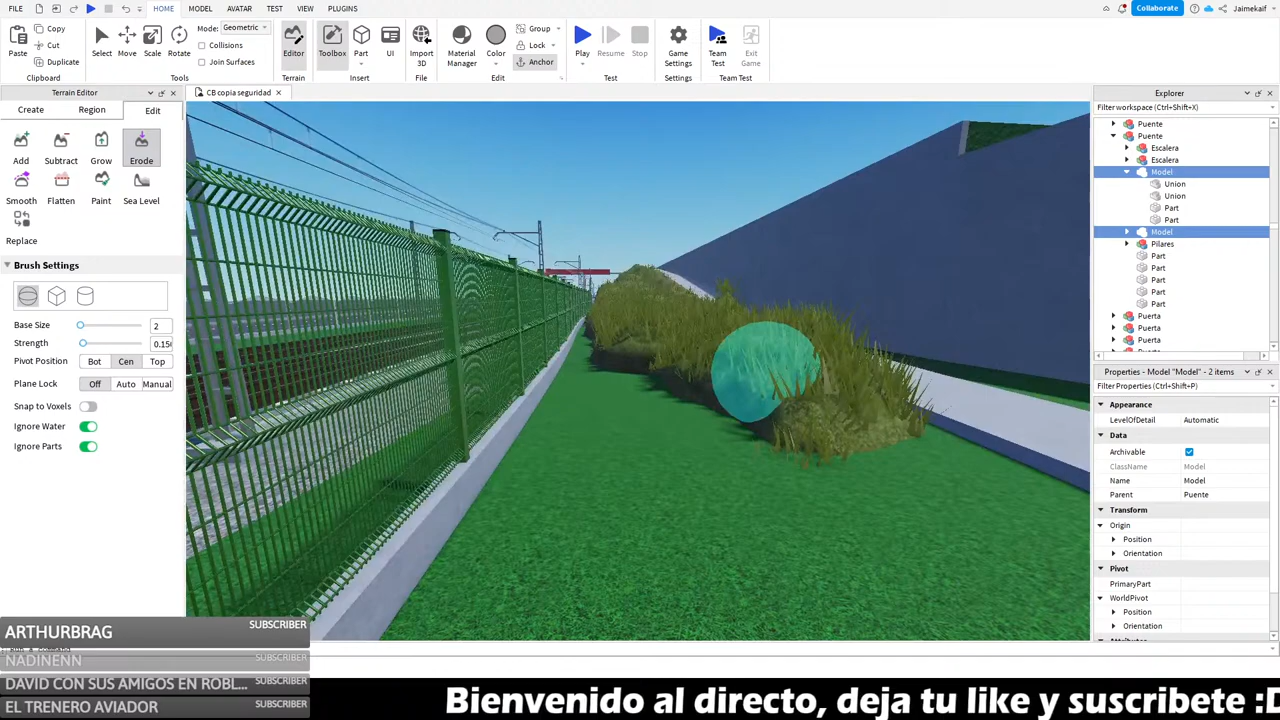 FILE
HOME
MODEL
AVATAR
TEST
VIEW
PLUGINS
Collaborate
Jaimekaif
Paste
Copy
Cut
Duplicate
Clipboard
Select
Move
Scale
Rotate
Mode:
Geometric
Collisions
Join Surfaces
Tools
Editor
Terrain
Toolbox
Part
UI
Insert
Import
3D
File
Material
Manager
Color
Group
Lock
Anchor
Edit
Play
Resume
Stop
Test
Game
Settings
Settings
Team
Test
Exit
Game
Team Test
Terrain Editor
Create
Region
Edit
Add
Subtract
Grow
Erode
Smooth
Flatten
Paint
Sea Level
Replace
Brush Settings
Base Size
2
Strength
0.15
Pivot Position
Bot
Cen
Top
Plane Lock
Off
Auto
Manual
Snap to Voxels
Ignore Water
Ignore Parts
CB copia seguridad
Explorer
Filter workspace (Ctrl+Shift+X)
Puente
Puente
Escalera
Escalera
Model
Union
Union
Part
Part
Model
Pilares
Part
Part
Part
Part
Part
Puerta
Puerta
Puerta
Puerta
Properties - Model "Model" - 2 items
Filter Properties (Ctrl+Shift+P)
Appearance
LevelOfDetail Automatic
Data
Archivable
ClassName Model
Name Model
Parent Puente
Transform
Origin
Position
Orientation
Pivot
PrimaryPart
WorldPivot
Position
Orientation
ARTHURBRAG SUBSCRIBER
NADINENN SUBSCRIBER
DAVID CON SUS AMIGOS EN ROBL... SUBSCRIBER
EL TRENERO AVIADOR SUBSCRIBER
Bienvenido al directo, deja tu like y suscribete :D